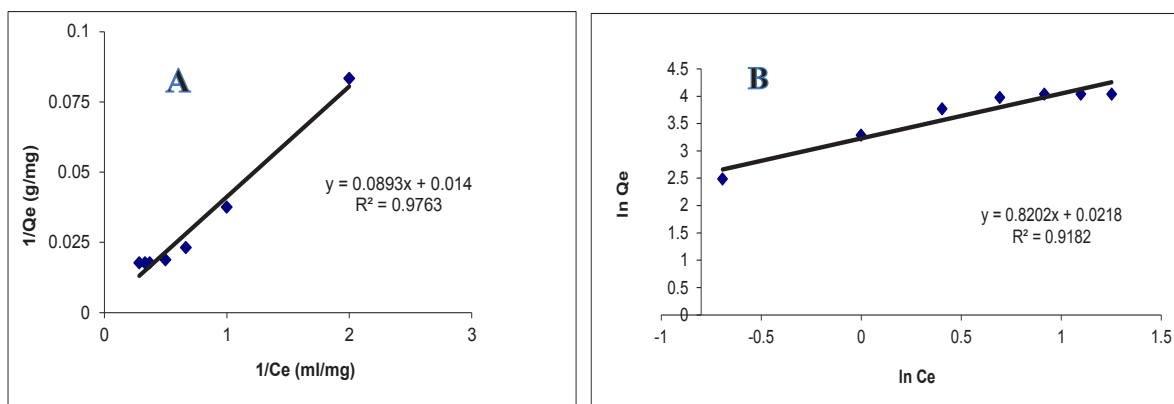 A
0.1
0.075
0.05
0.025
0
0
1
2
3
1/Qe (g/mg)
1/Ce (ml/mg)
y = 0.0893x + 0.014
R² = 0.9763
B
4.5
4
3.5
3
2.5
2
1.5
1
0.5
0
-1
-0.5
0
0.5
1
1.5
ln Qe
ln Ce
y = 0.8202x + 0.0218
R² = 0.9182